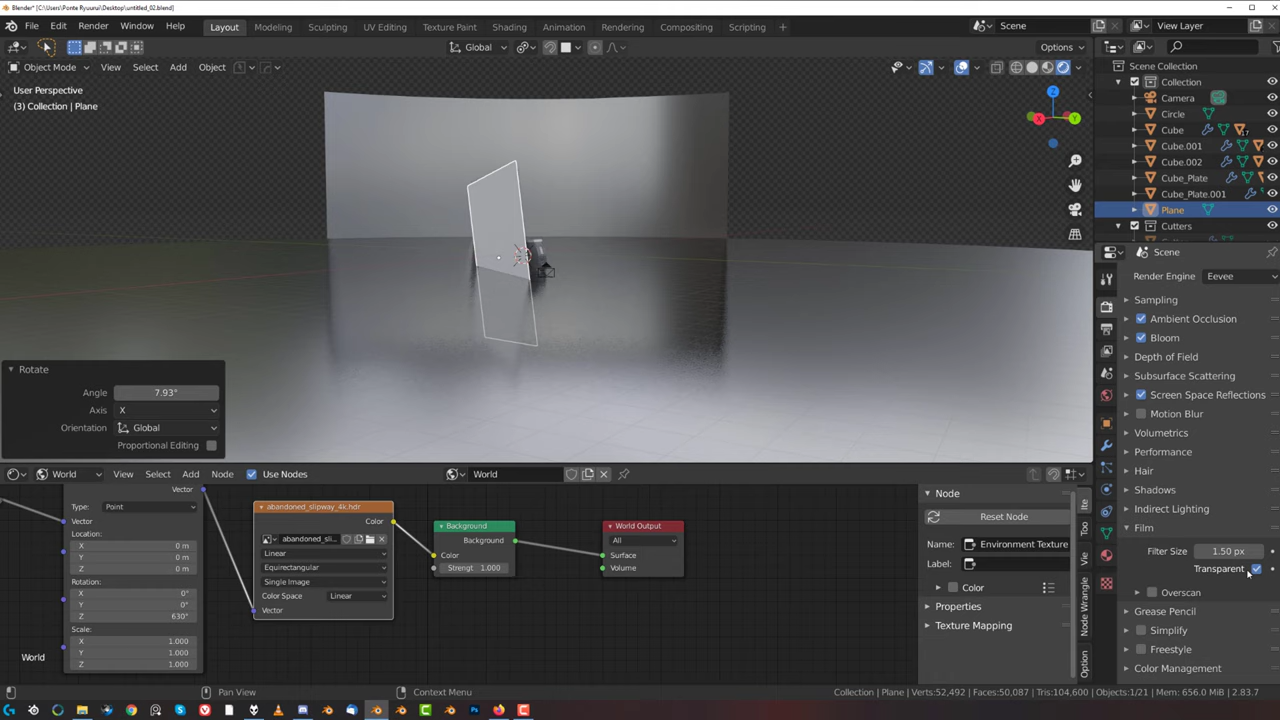 Blender* [C:\Users\Ponte Ryuurui\Desktop\untitled_02.blend]
File Edit Render Window Help Layout Modeling Sculpting UV Editing Texture Paint Shading Animation Rendering Compositing Scripting + Scene View Layer
Global Options
Object Mode View Select Add Object
User Perspective
(3) Collection | Plane
Z
X Y
Rotate
Angle 7.93°
Axis X
Orientation Global
Proportional Editing
Scene Collection
Collection
Camera
Circle
Cube 17
Cube.001
Cube.002
Cube_Plate
Cube_Plate.001
Plane
Cutters
Scene
Render Engine Eevee
Sampling
Ambient Occlusion
Bloom
Depth of Field
Subsurface Scattering
Screen Space Reflections
Motion Blur
Volumetrics
Performance
Hair
Shadows
Indirect Lighting
Film
Filter Size 1.50 px
Transparent
Overscan
Grease Pencil
Simplify
Freestyle
Color Management
World View Select Add Node Use Nodes World
Vector
Type: Point
Vector
Location:
X 0 m
Y 0 m
Z 0 m
Rotation:
X 0°
Y 0°
Z 630°
Scale:
X 1.000
Y 1.000
Z 1.000
World
abandoned_slipway_4k.hdr
Color
abandoned_sli...
Linear
Equirectangular
Single Image
Color Space Linear
Vector
Background
Background
Color
Strengt 1.000
World Output
All
Surface
Volume
Node
Reset Node
Name: Environment Texture
Label:
Color
Properties
Texture Mapping
Ite
Vie
Node Wrangle
Option
Pan View Context Menu Collection | Plane | Verts:52,492 | Faces:50,087 | Tris:104,600 | Objects:1/21 | Mem: 656.0 MiB | 2.83.7